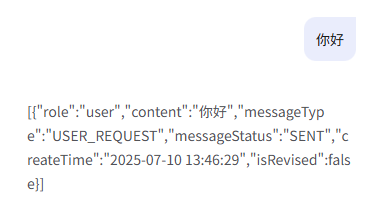 你好
[{"role":"user","content":"你好","messageTyp
e":"USER_REQUEST","messageStatus":"SENT","c
reateTime":"2025-07-10 13:46:29","isRevised":fals
e}]